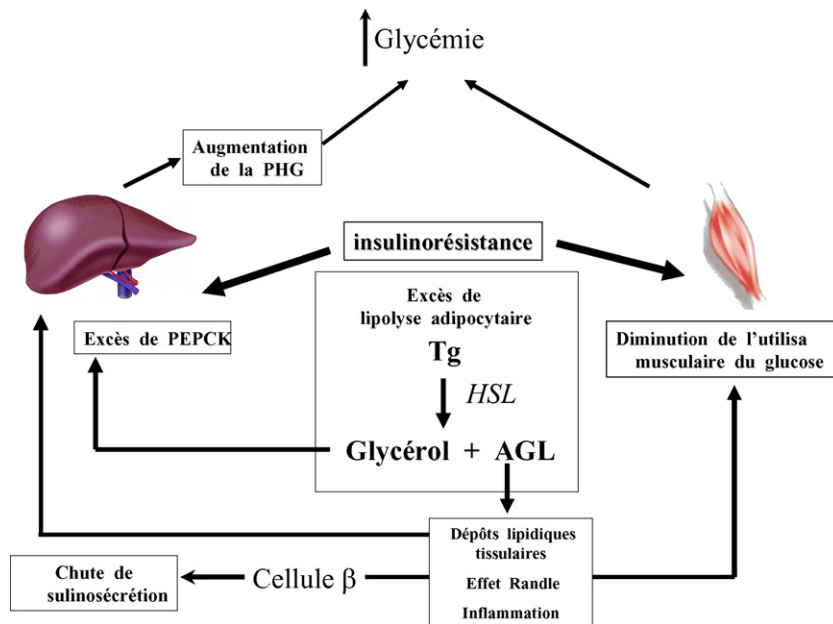 Glycémie
Augmentation
de la PHG
insulinorésistance
Excès de
lipolyse adipocytaire
Tg
HSL
Glycérol + AGL
Excès de PEPCK
Diminution de l’utilisa
musculaire du glucose
Dépôts lipidiques
tissulaires
Effet Randle
Inflammation
Cellule β
Chute de
sulinosécrétion